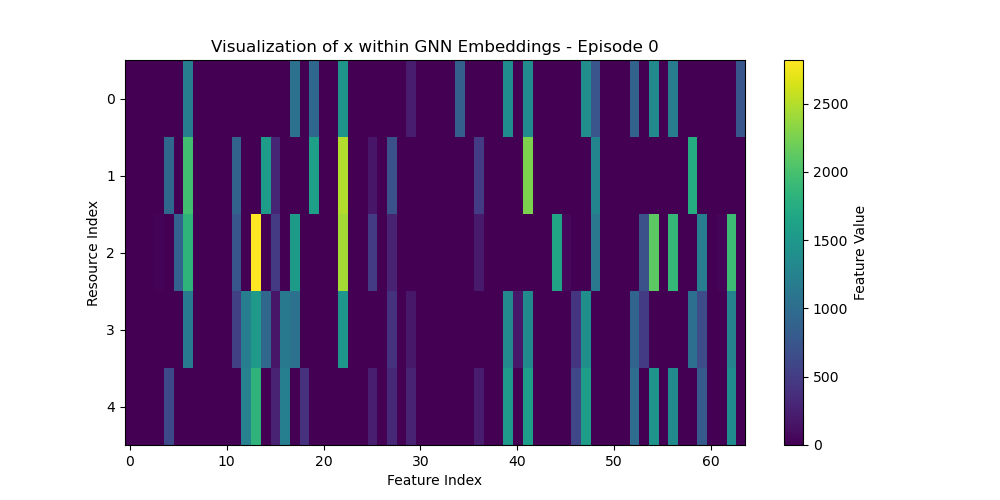 Visualization of x within GNN Embeddings - Episode 0
Resource Index
0
1
2
3
4
0 10 20 30 40 50 60
Feature Index
2500
2000
1500
1000
500
0
Feature Value